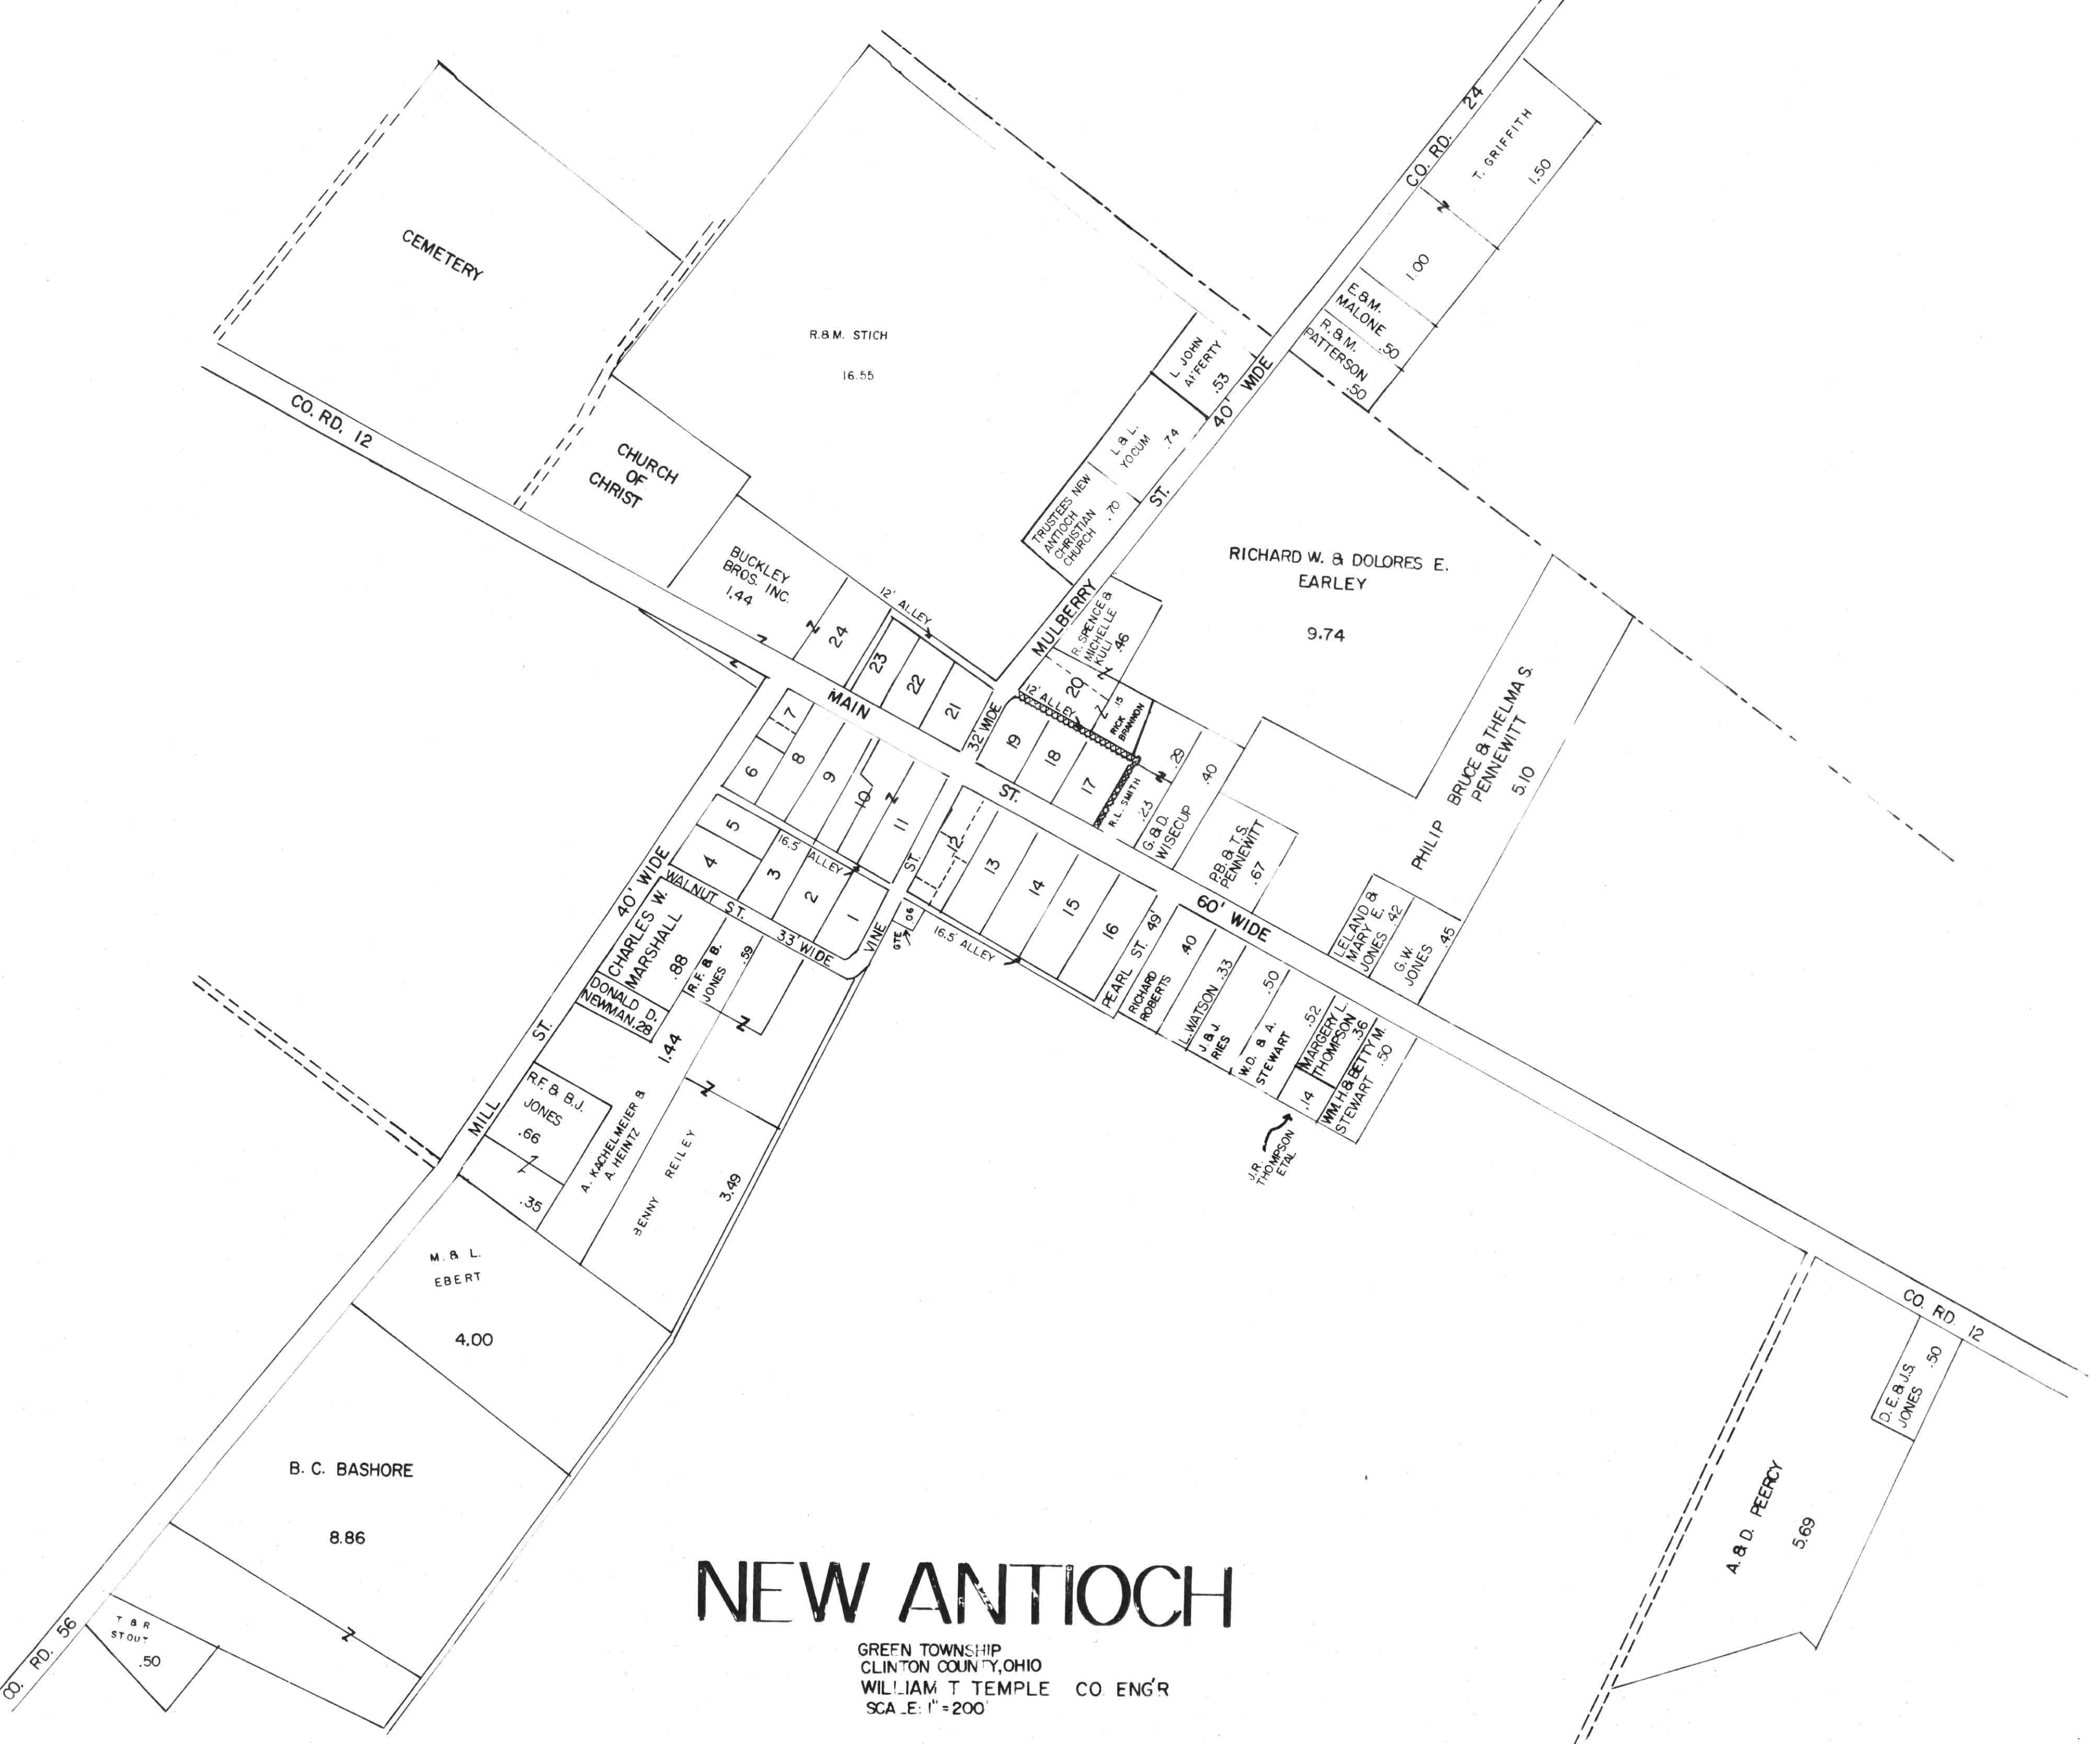 CO. RD. 24
T. GRIFFITH
1.50
1.00
E. & M.
MALONE .50
R. & M.
PATTERSON
.50
CEMETERY
R. & M. STICH
16.55
L. JOHN
.53
40' WIDE
CO. RD. 12
CHURCH
OF
CHRIST
L. & L.
YOCUM .74
TRUSTEES NEW
ANTIOCH
CHRISTIAN
CHURCH .70
MULBERRY ST.
RICHARD W. & DOLORES E.
EARLEY
9.74
BUCKLEY
BROS. INC.
1.44
24
12' ALLEY
23
22
21
R. SPENCE &
MICHELLE
KULI .46
20
12' ALLEY
.15
RICK
BRANNON
32' WIDE
19
18
17
R.L. SMITH
.23
.29
G. & D.
WISECUP
.40
P.B. & T.S.
PENNEWITT
.67
PHILIP BRUCE & THELMA S.
PENNEWITT
5.10
LELAND &
MARY E.
JONES .42
G.W.
JONES .45
MAIN ST.
60' WIDE
7
6
8
9
10
11
5
4
16.5' ALLEY
3
2
1
VINE ST.
12
13
14
15
16
GTE .06
16.5' ALLEY
PEARL ST. 49'
WALNUT ST.
33' WIDE
40' WIDE
CHARLES W.
MARSHALL
.88
DONALD D.
NEWMAN .28
R.F. & B.
JONES .59
1.44
RICHARD
ROBERTS
.40
L. WATSON .33
J. & J.
RIES
.50
W.D. & A.
STEWART
.52
MARGERY L.
THOMPSON
.36
.14
WM. H. & BETTY M.
STEWART .50
J.R.
THOMPSON
ETAL
MILL ST.
R.F. & B.J.
JONES
.66
.35
A. KACHELMEIER &
A. HEINTZ
BENNY REILEY
3.49
M. & L.
EBERT
4.00
B. C. BASHORE
8.86
T & R
STOUT
.50
CO. RD. 56
CO. RD. 12
D.E. & J.S.
JONES
.50
A. & D. PEERCY
5.69
NEW ANTIOCH
GREEN TOWNSHIP
CLINTON COUNTY, OHIO
WILLIAM T TEMPLE CO. ENG'R
SCALE: 1" = 200'